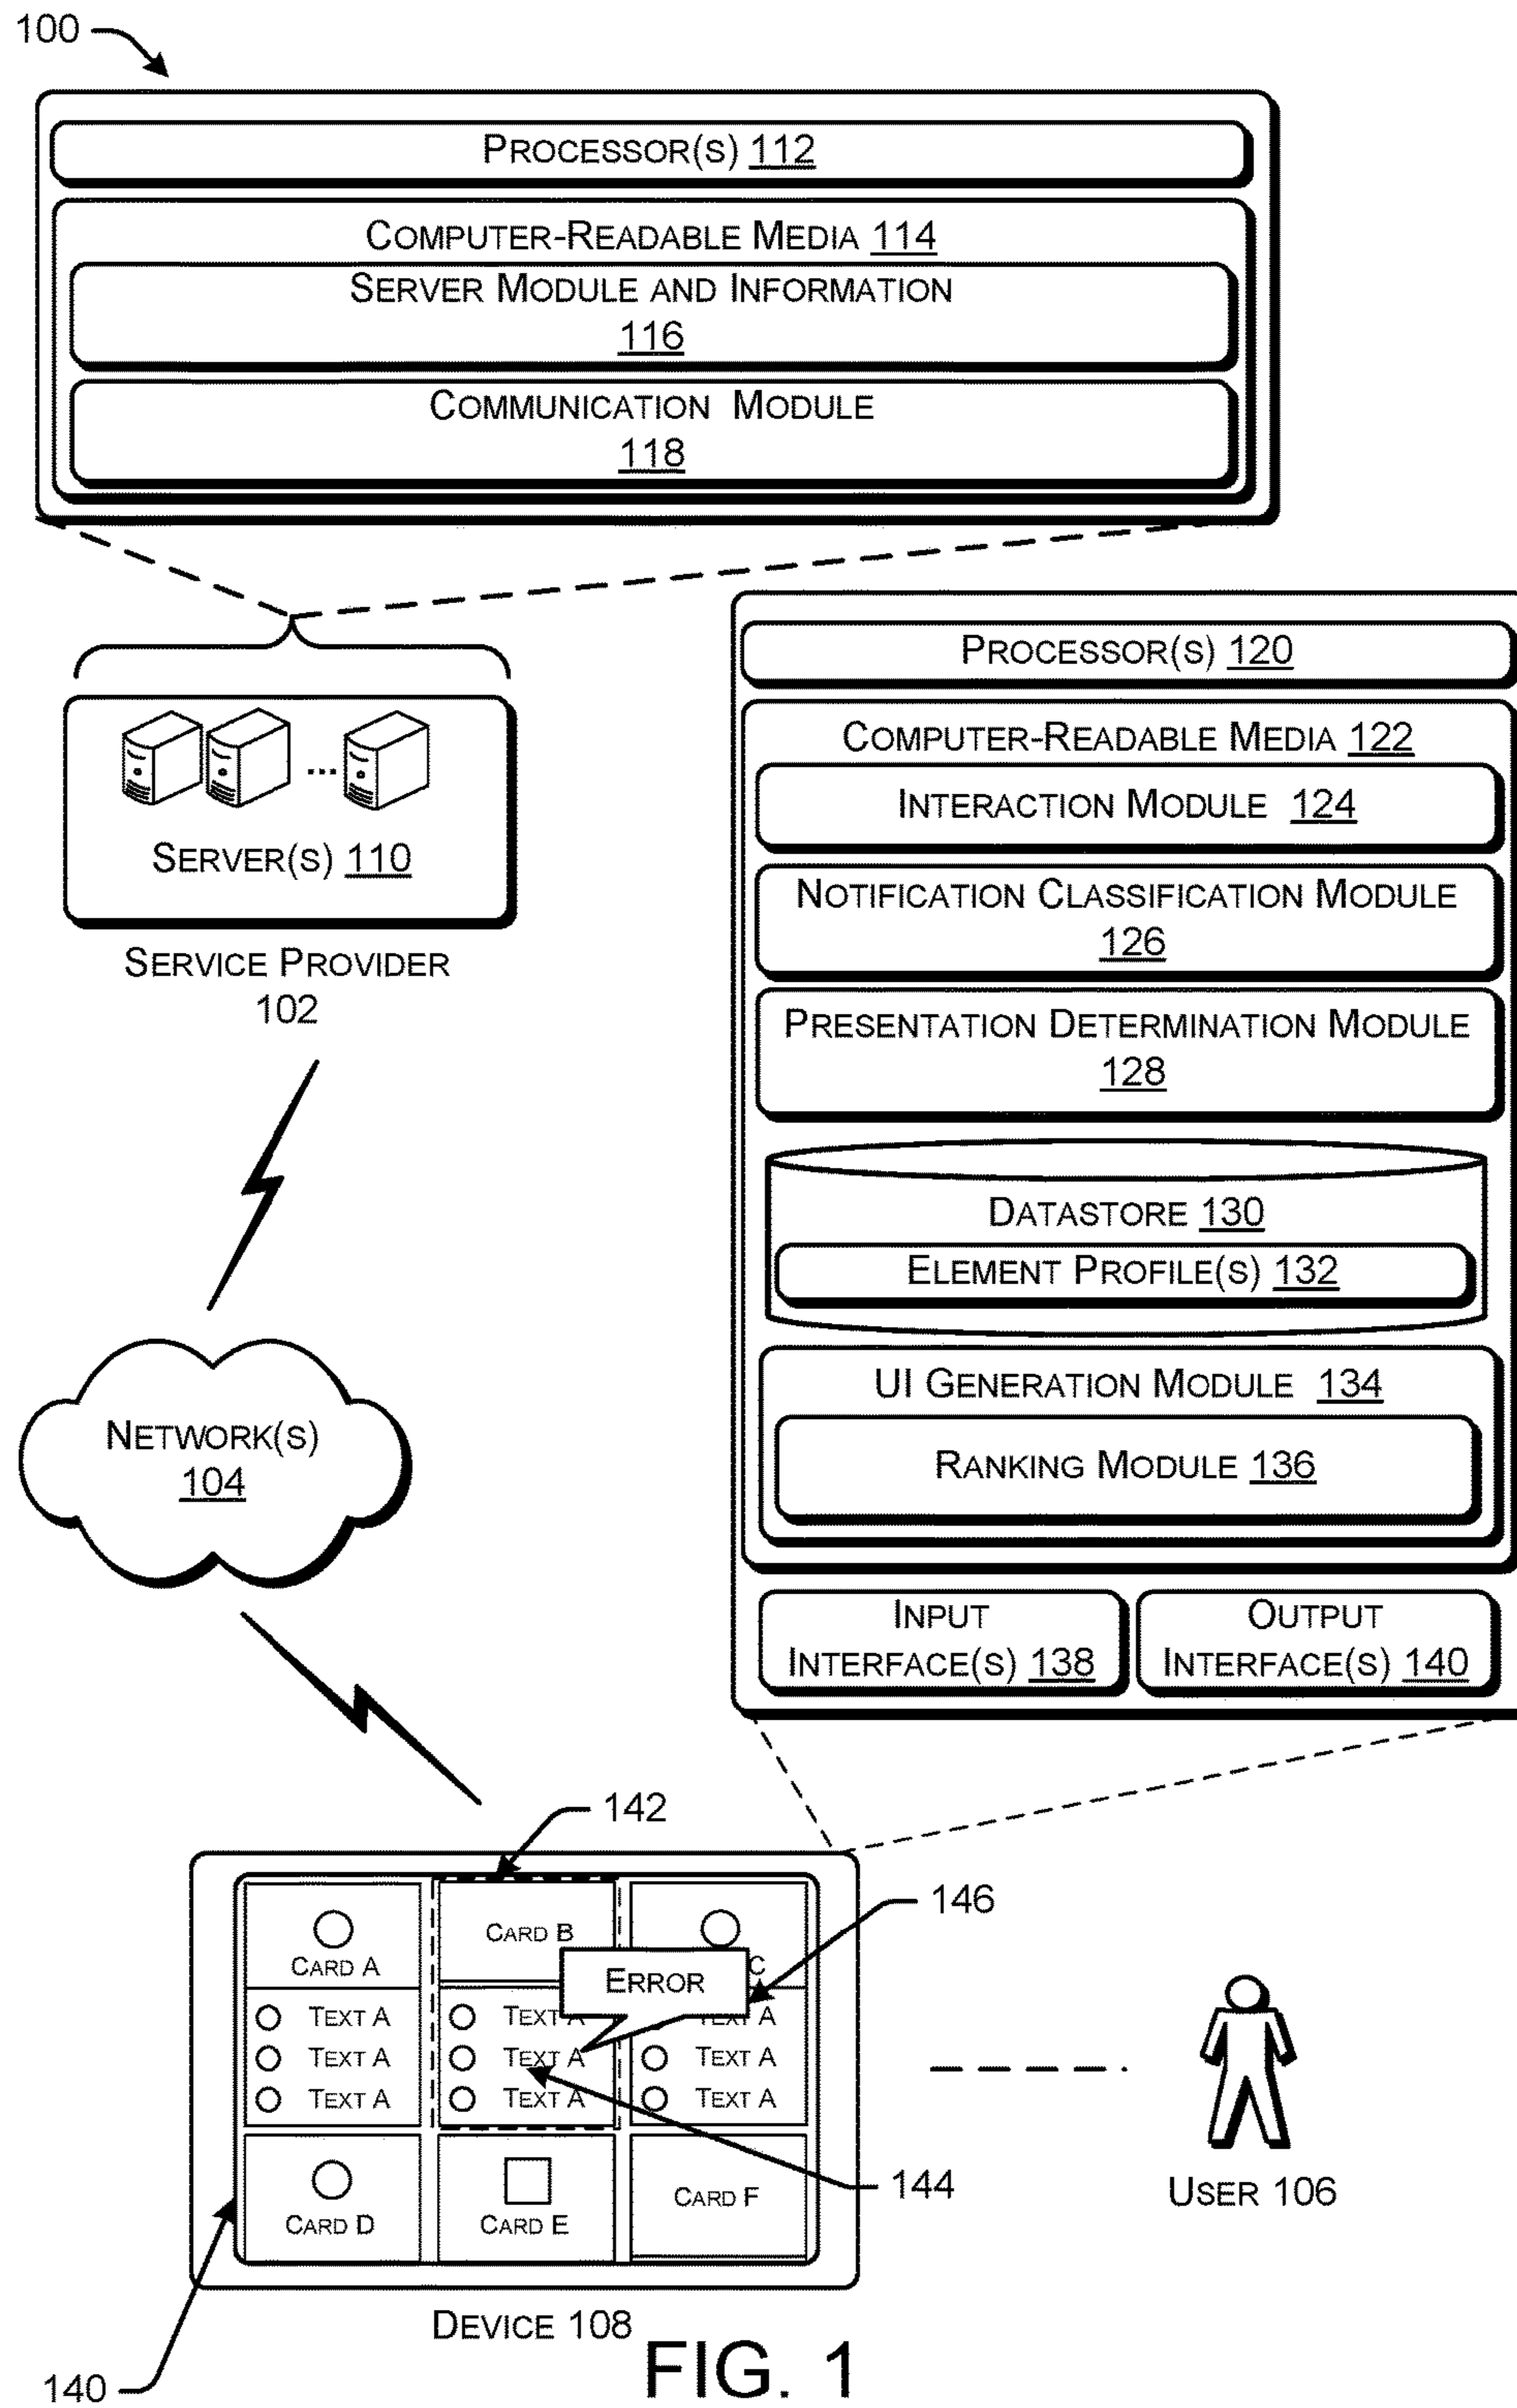 100
PROCESSOR(S) 112
COMPUTER-READABLE MEDIA 114
SERVER MODULE AND INFORMATION
116
COMMUNICATION MODULE
118
SERVER(S) 110
SERVICE PROVIDER
102
NETWORK(S)
104
PROCESSOR(S) 120
COMPUTER-READABLE MEDIA 122
INTERACTION MODULE 124
NOTIFICATION CLASSIFICATION MODULE
126
PRESENTATION DETERMINATION MODULE
128
DATASTORE 130
ELEMENT PROFILE(S) 132
UI GENERATION MODULE 134
RANKING MODULE 136
INPUT
INTERFACE(S) 138
OUTPUT
INTERFACE(S) 140
142
146
CARD A
TEXT A
TEXT A
TEXT A
CARD B
TEXT A
TEXT A
TEXT A
ERROR
C
TEXT A
TEXT A
TEXT A
144
CARD D
CARD E
CARD F
USER 106
DEVICE 108
140
FIG. 1